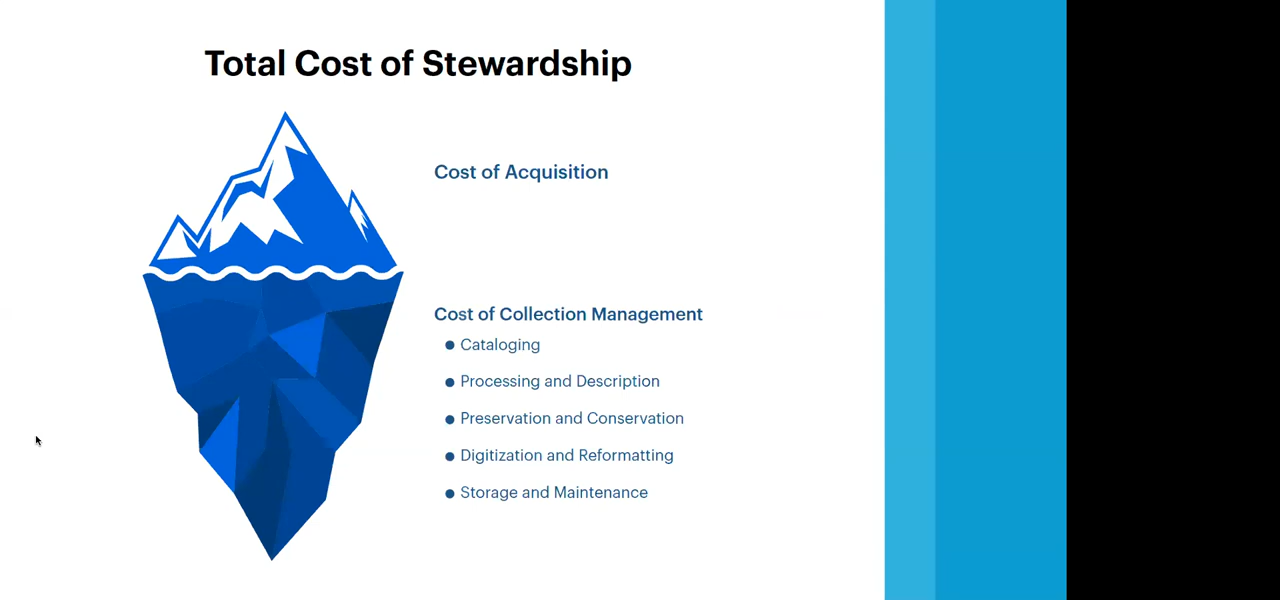 Total Cost of Stewardship
Cost of Acquisition
Cost of Collection Management
● Cataloging
● Processing and Description
● Preservation and Conservation
● Digitization and Reformatting
● Storage and Maintenance